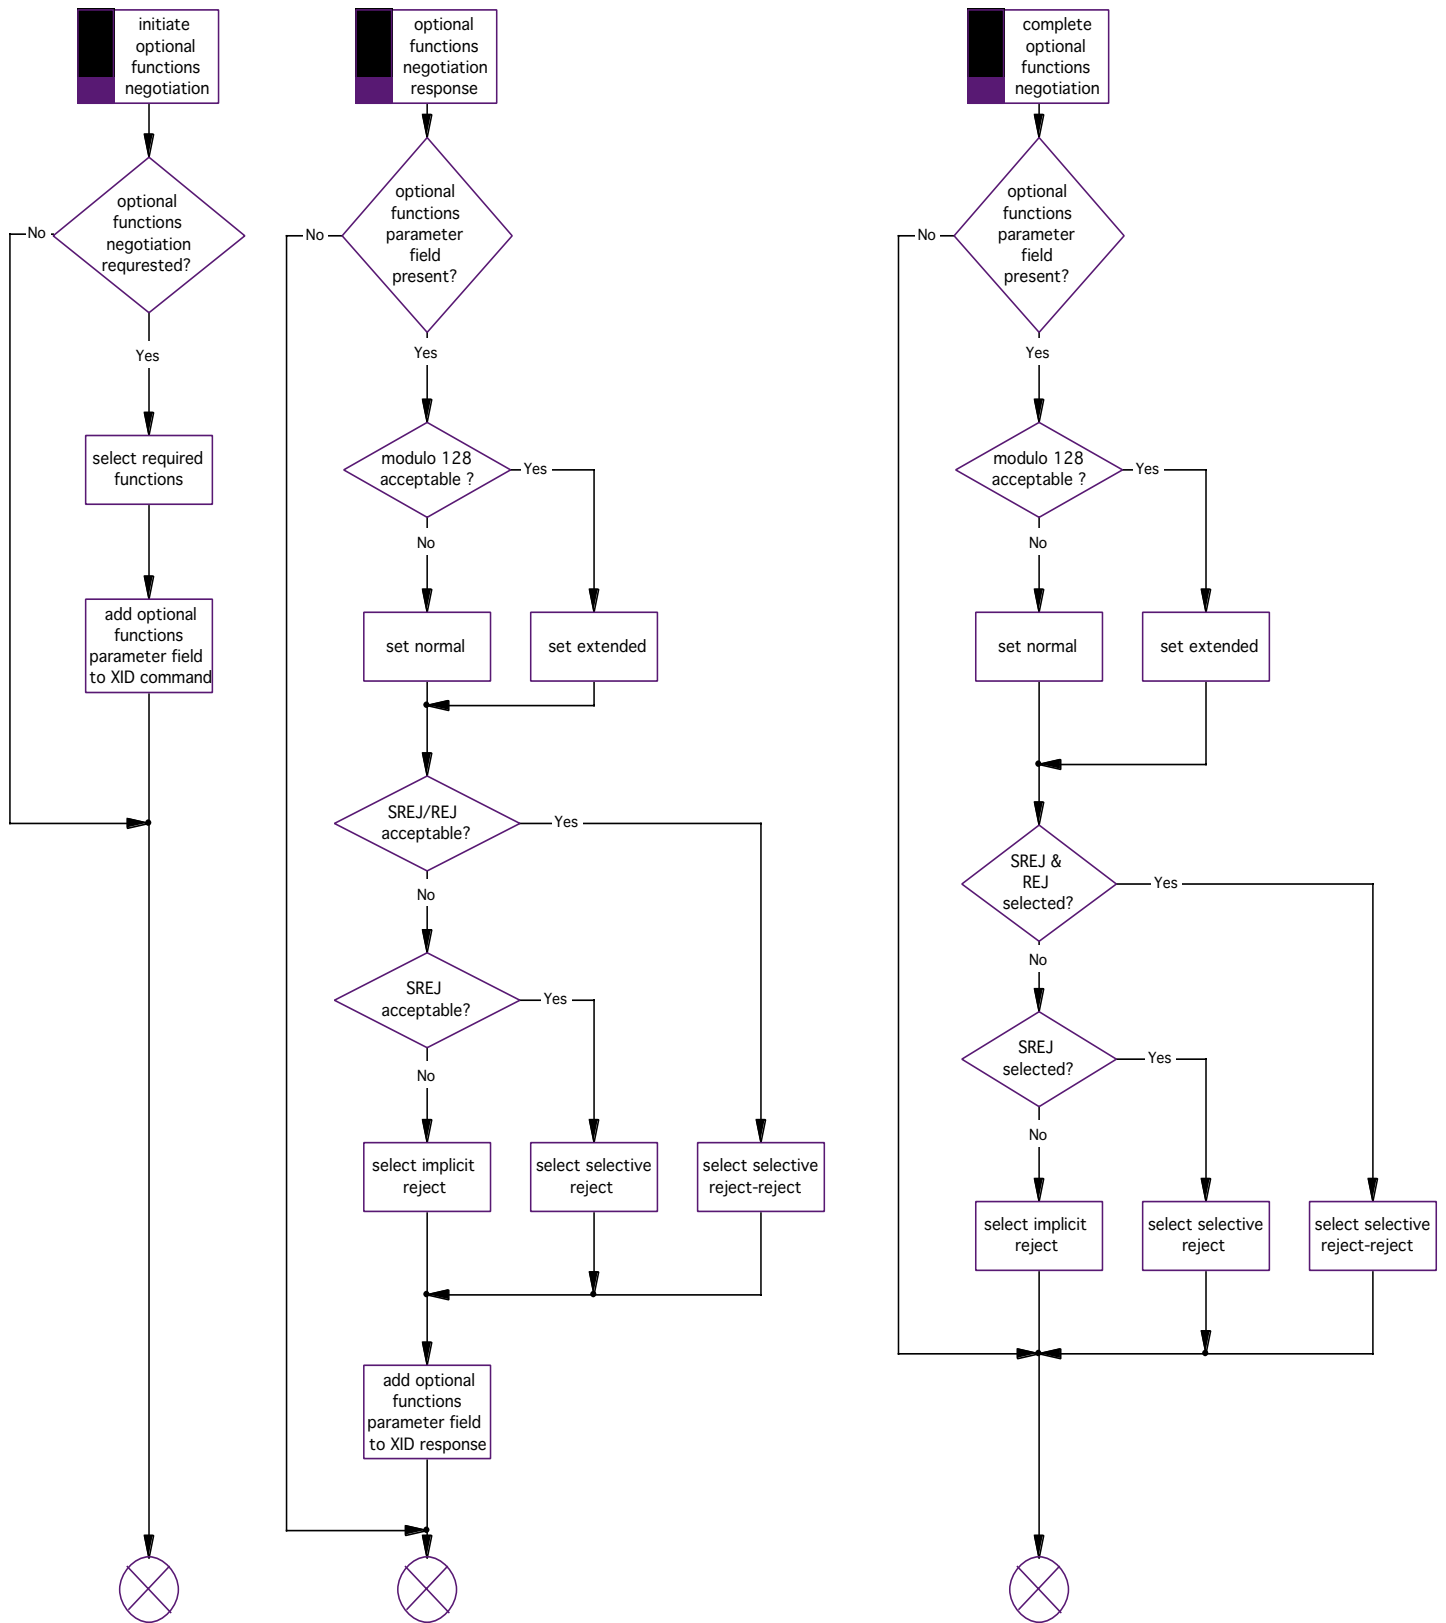 initiate
optional
functions
negotiation
optional
functions
negotiation
requrested?
No
Yes
select required
functions
add optional
functions
parameter field
to XID command
optional
functions
negotiation
response
optional
functions
parameter
field
present?
No
Yes
modulo 128
acceptable ?
Yes
No
set normal
set extended
SREJ/REJ
acceptable?
Yes
No
SREJ
acceptable?
Yes
No
select implicit
reject
select selective
reject
select selective
reject-reject
add optional
functions
parameter field
to XID response
complete
optional
functions
negotiation
optional
functions
parameter
field
present?
No
Yes
modulo 128
acceptable ?
Yes
No
set normal
set extended
SREJ &
REJ
selected?
Yes
No
SREJ
selected?
Yes
No
select implicit
reject
select selective
reject
select selective
reject-reject